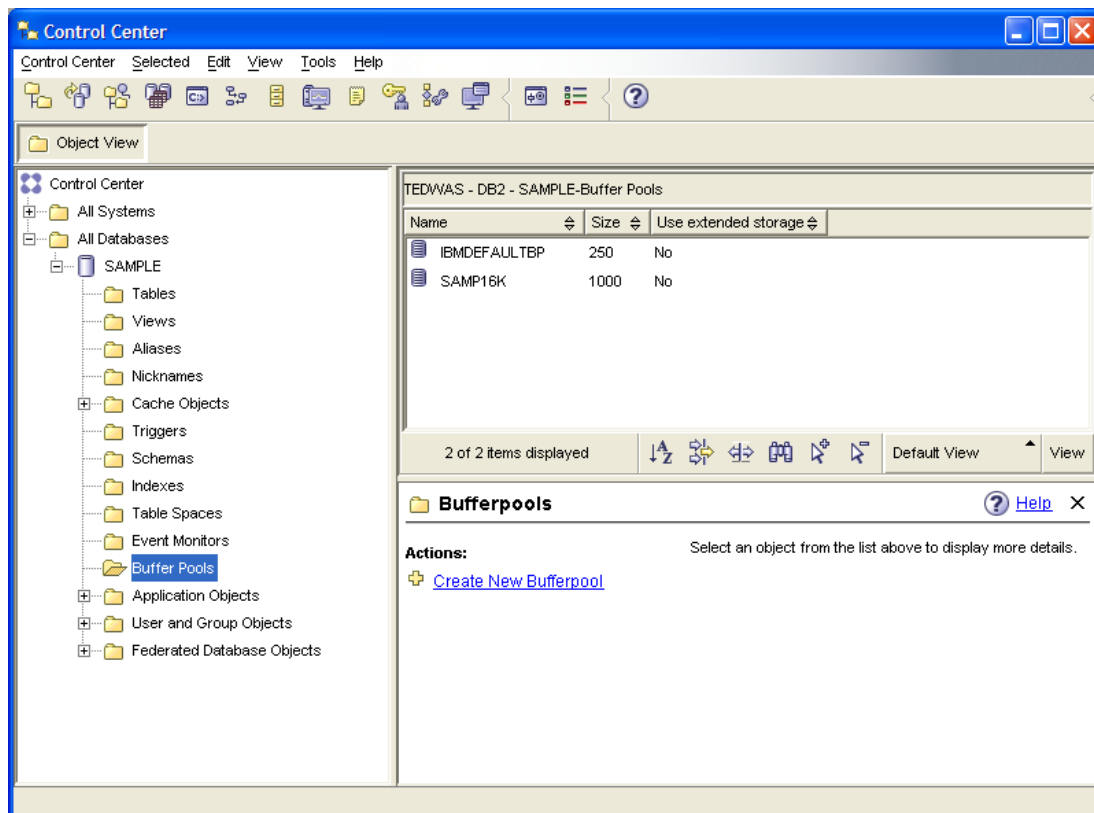 Control Center
Control Center Selected Edit View Tools Help
Object View
Control Center
All Systems
All Databases
SAMPLE
Tables
Views
Aliases
Nicknames
Cache Objects
Triggers
Schemas
Indexes
Table Spaces
Event Monitors
Buffer Pools
Application Objects
User and Group Objects
Federated Database Objects
TEDWAS - DB2 - SAMPLE-Buffer Pools
Name Size Use extended storage
IBMDEFAULTBP 250 No
SAMP16K 1000 No
2 of 2 items displayed Default View View
Bufferpools Help
Actions: Select an object from the list above to display more details.
Create New Bufferpool